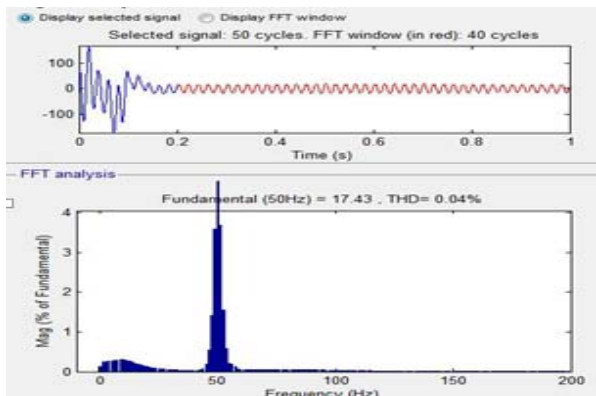 Display selected signal Display FFT window
Selected signal: 50 cycles. FFT window (in red): 40 cycles
100
0
-100
0 0.2 0.4 0.6 0.8 1
Time (s)
FFT analysis
Fundamental (50Hz) = 17.43 , THD= 0.04%
4
3
2
1
0
Mag (% of Fundamental)
0 50 100 150 200
Frequency (Hz)